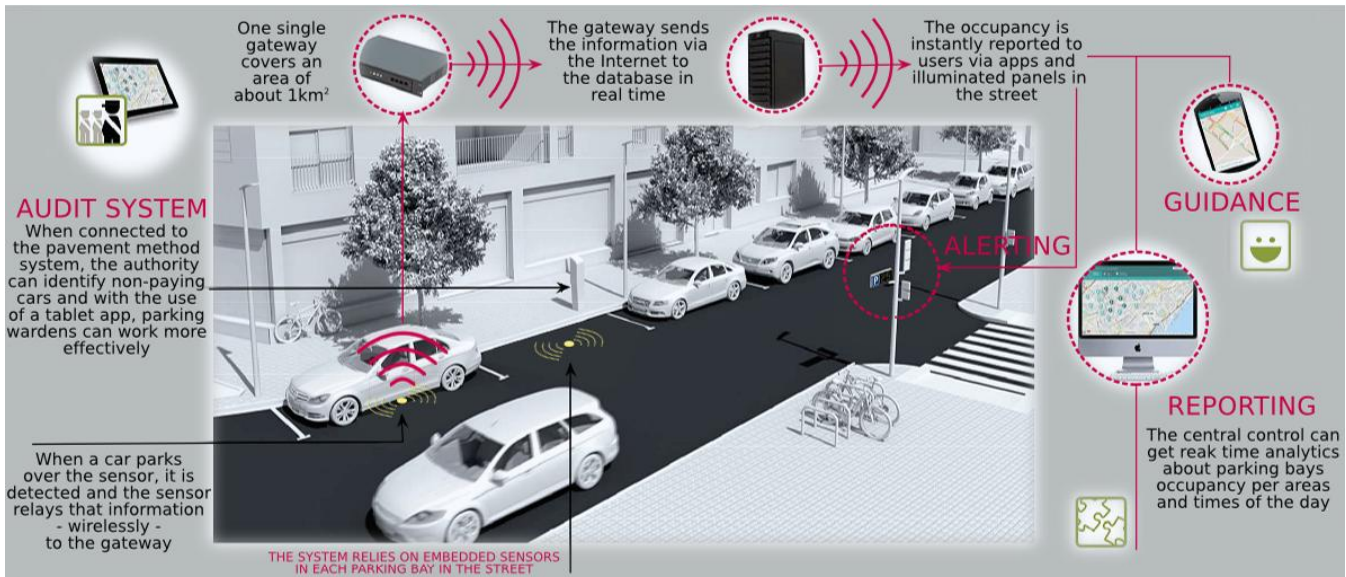 One single
gateway
covers an
area of
about 1km²
The gateway sends
the information via
the Internet to
the database in
real time
The occupancy is
instantly reported to
users via apps and
illuminated panels in
the street
AUDIT SYSTEM
When connected to
the pavement method
system, the authority
can identify non-paying
cars and with the use
of a tablet app, parking
wardens can work more
effectively
GUIDANCE
ALERTING
P
REPORTING
The central control can
get reak time analytics
about parking bays
occupancy per areas
and times of the day
When a car parks
over the sensor, it is
detected and the sensor
relays that information
- wirelessly -
to the gateway
THE SYSTEM RELIES ON EMBEDDED SENSORS
IN EACH PARKING BAY IN THE STREET